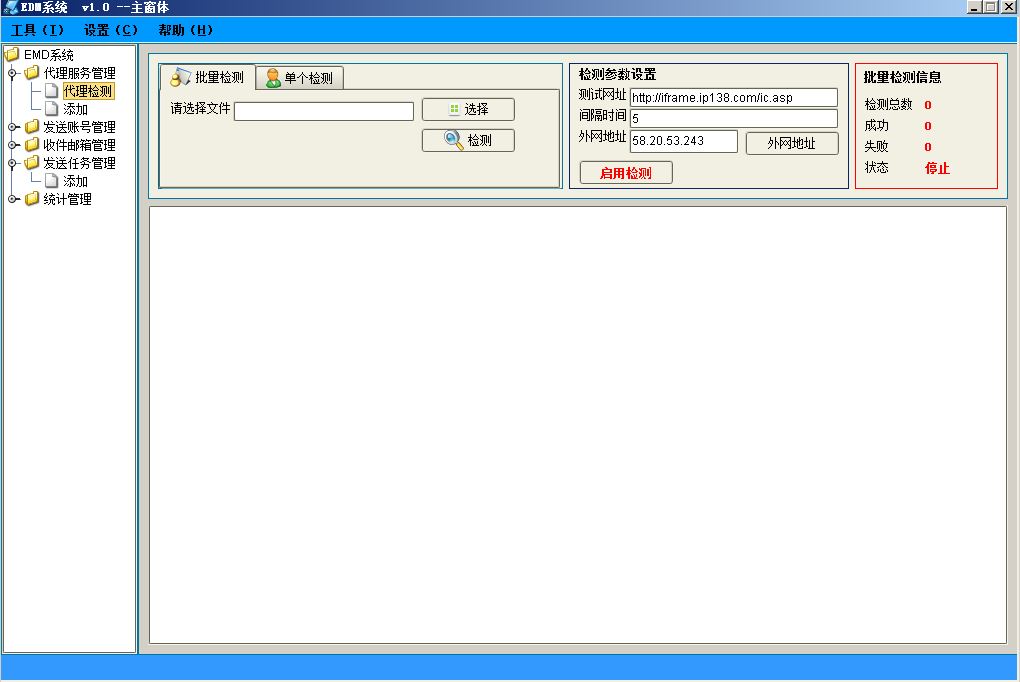 EDM系统 v1.0 --主窗体
工具(T) 设置(C) 帮助(H)
EMD系统
代理服务管理
代理检测
添加
发送账号管理
收件邮箱管理
发送任务管理
添加
统计管理
批量检测 单个检测
请选择文件 选择
检测
检测参数设置
测试网址 http://iframe.ip138.com/ic.asp
间隔时间 5
外网地址 58.20.53.243 外网地址
启用检测
批量检测信息
检测总数 0
成功 0
失败 0
状态 停止